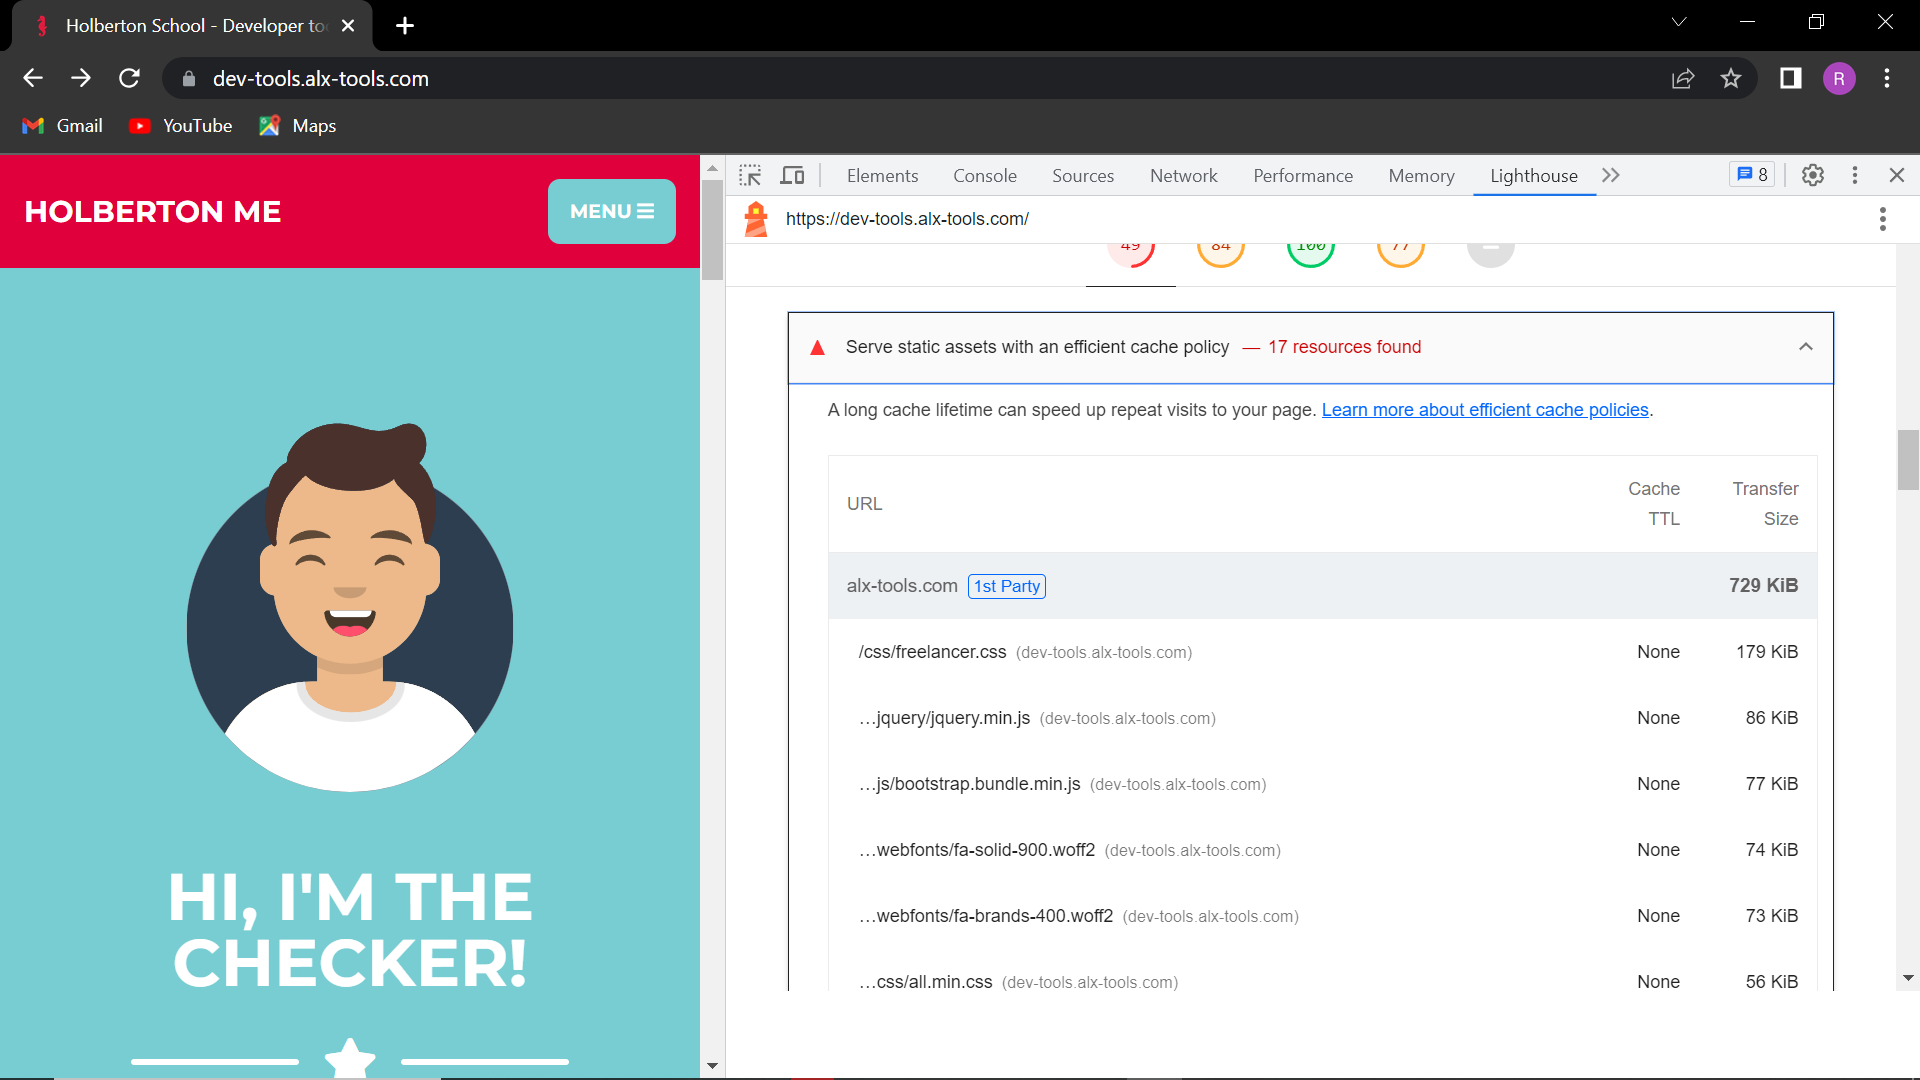 Holberton School - Developer to
dev-tools.alx-tools.com
R
Gmail
YouTube
Maps
HOLBERTON ME
MENU
HI, I'M THE
CHECKER!
Elements
Console
Sources
Network
Performance
Memory
Lighthouse
8
https://dev-tools.alx-tools.com/
49
84
100
77
Serve static assets with an efficient cache policy — 17 resources found
A long cache lifetime can speed up repeat visits to your page. Learn more about efficient cache policies.
URL
Cache
TTL
Transfer
Size
alx-tools.com 1st Party 729 KiB
/css/freelancer.css (dev-tools.alx-tools.com) None 179 KiB
…jquery/jquery.min.js (dev-tools.alx-tools.com) None 86 KiB
…js/bootstrap.bundle.min.js (dev-tools.alx-tools.com) None 77 KiB
…webfonts/fa-solid-900.woff2 (dev-tools.alx-tools.com) None 74 KiB
…webfonts/fa-brands-400.woff2 (dev-tools.alx-tools.com) None 73 KiB
…css/all.min.css (dev-tools.alx-tools.com) None 56 KiB